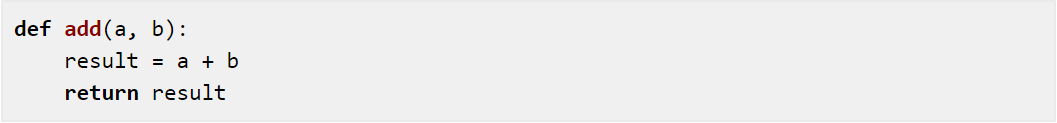 def add(a, b):
    result = a + b
    return result